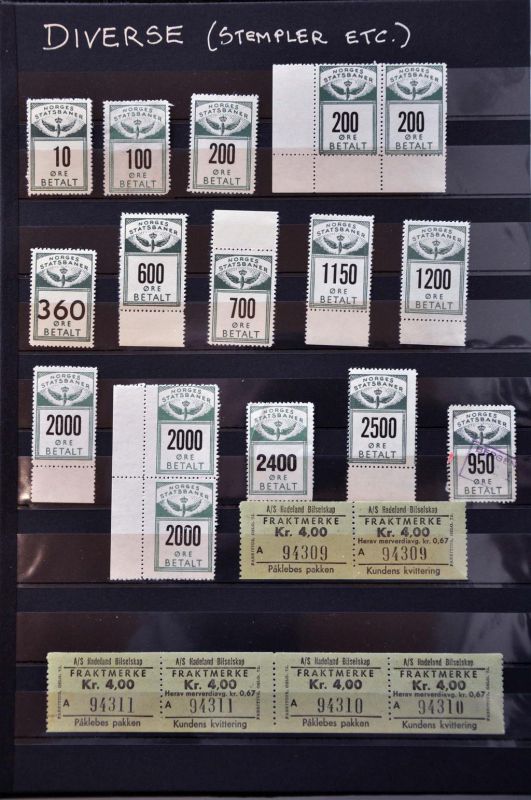 DIVERSE (STEMPLER ETC.)
NORGES
STATSBANER
10
ØRE
BETALT
NORGES
STATSBANER
100
ØRE
BETALT
NORGES
STATSBANER
200
ØRE
BETALT
NORGES
STATSBANER
200
ØRE
BETALT
NORGES
STATSBANER
200
ØRE
BETALT
NORGES
STATSBANER
360
ØRE
BETALT
NORGES
STATSBANER
600
ØRE
BETALT
NORGES
STATSBANER
700
ØRE
BETALT
NORGES
STATSBANER
1150
ØRE
BETALT
NORGES
STATSBANER
1200
ØRE
BETALT
NORGES
STATSBANER
2000
ØRE
BETALT
NORGES
STATSBANER
2000
ØRE
BETALT
NORGES
STATSBANER
2000
ØRE
BETALT
NORGES
STATSBANER
2400
ØRE
BETALT
NORGES
STATSBANER
2500
ØRE
BETALT
NORGES
STATSBANER
950
ØRE
BETALT
A/S Hadeland Bilselskap
FRAKTMERKE
Kr. 4,00
A 94309
Påklebes pakken
A/S Hadeland Bilselskap
FRAKTMERKE
Kr. 4,00
Herav merverdiavg. kr. 0,67
A 94309
Kundens kvittering
A/S Hadeland Bilselskap
FRAKTMERKE
Kr. 4,00
A 94311
Påklebes pakken
A/S Hadeland Bilselskap
FRAKTMERKE
Kr. 4,00
Herav merverdiavg. kr. 0,67
A 94311
Kundens kvittering
A/S Hadeland Bilselskap
FRAKTMERKE
Kr. 4,00
A 94310
Påklebes pakken
A/S Hadeland Bilselskap
FRAKTMERKE
Kr. 4,00
Herav merverdiavg. kr. 0,67
A 94310
Kundens kvittering